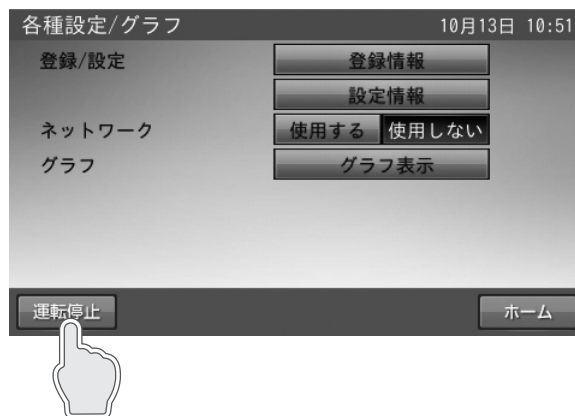 各種設定/グラフ 10月13日 10:51
登録/設定 登録情報
設定情報
ネットワーク 使用する 使用しない
グラフ グラフ表示
運転停止 ホーム